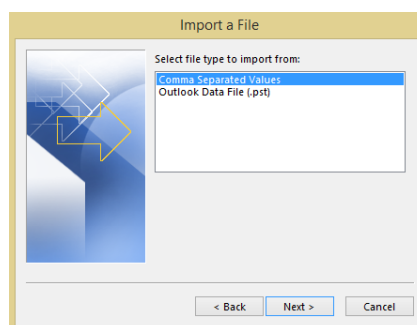 Import a File
Select file type to import from:
Comma Separated Values
Outlook Data File (.pst)
< Back
Next >
Cancel